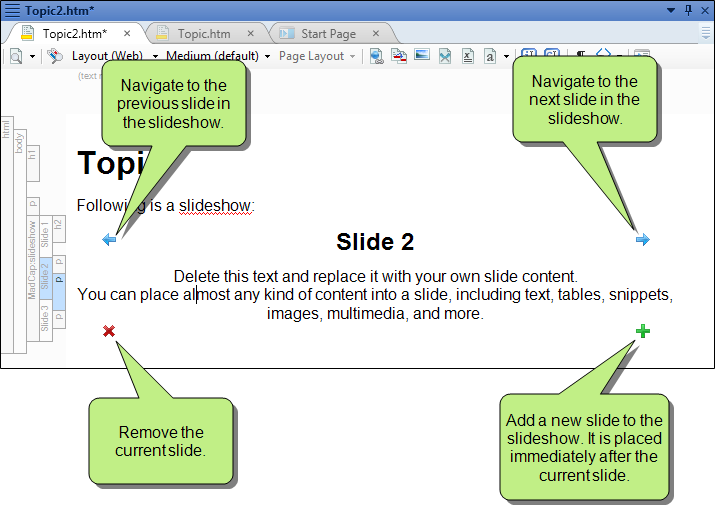 Topic2.htm*
Topic2.htm*
Topic.htm
Start Page
Layout (Web)
Medium (default)
Page Layout
(text
Navigate to the
previous slide in
the slideshow.
Navigate to the
next slide in the
slideshow.
html
body
h1
p
MadCap:slideshow
Slide 1
h2
Slide 2
p
p
Slide 3
p
Topi
Following is a slideshow:
Slide 2
Delete this text and replace it with your own slide content.
You can place almost any kind of content into a slide, including text, tables, snippets,
images, multimedia, and more.
Remove the
current slide.
Add a new slide to the
slideshow. It is placed
immediately after the
current slide.